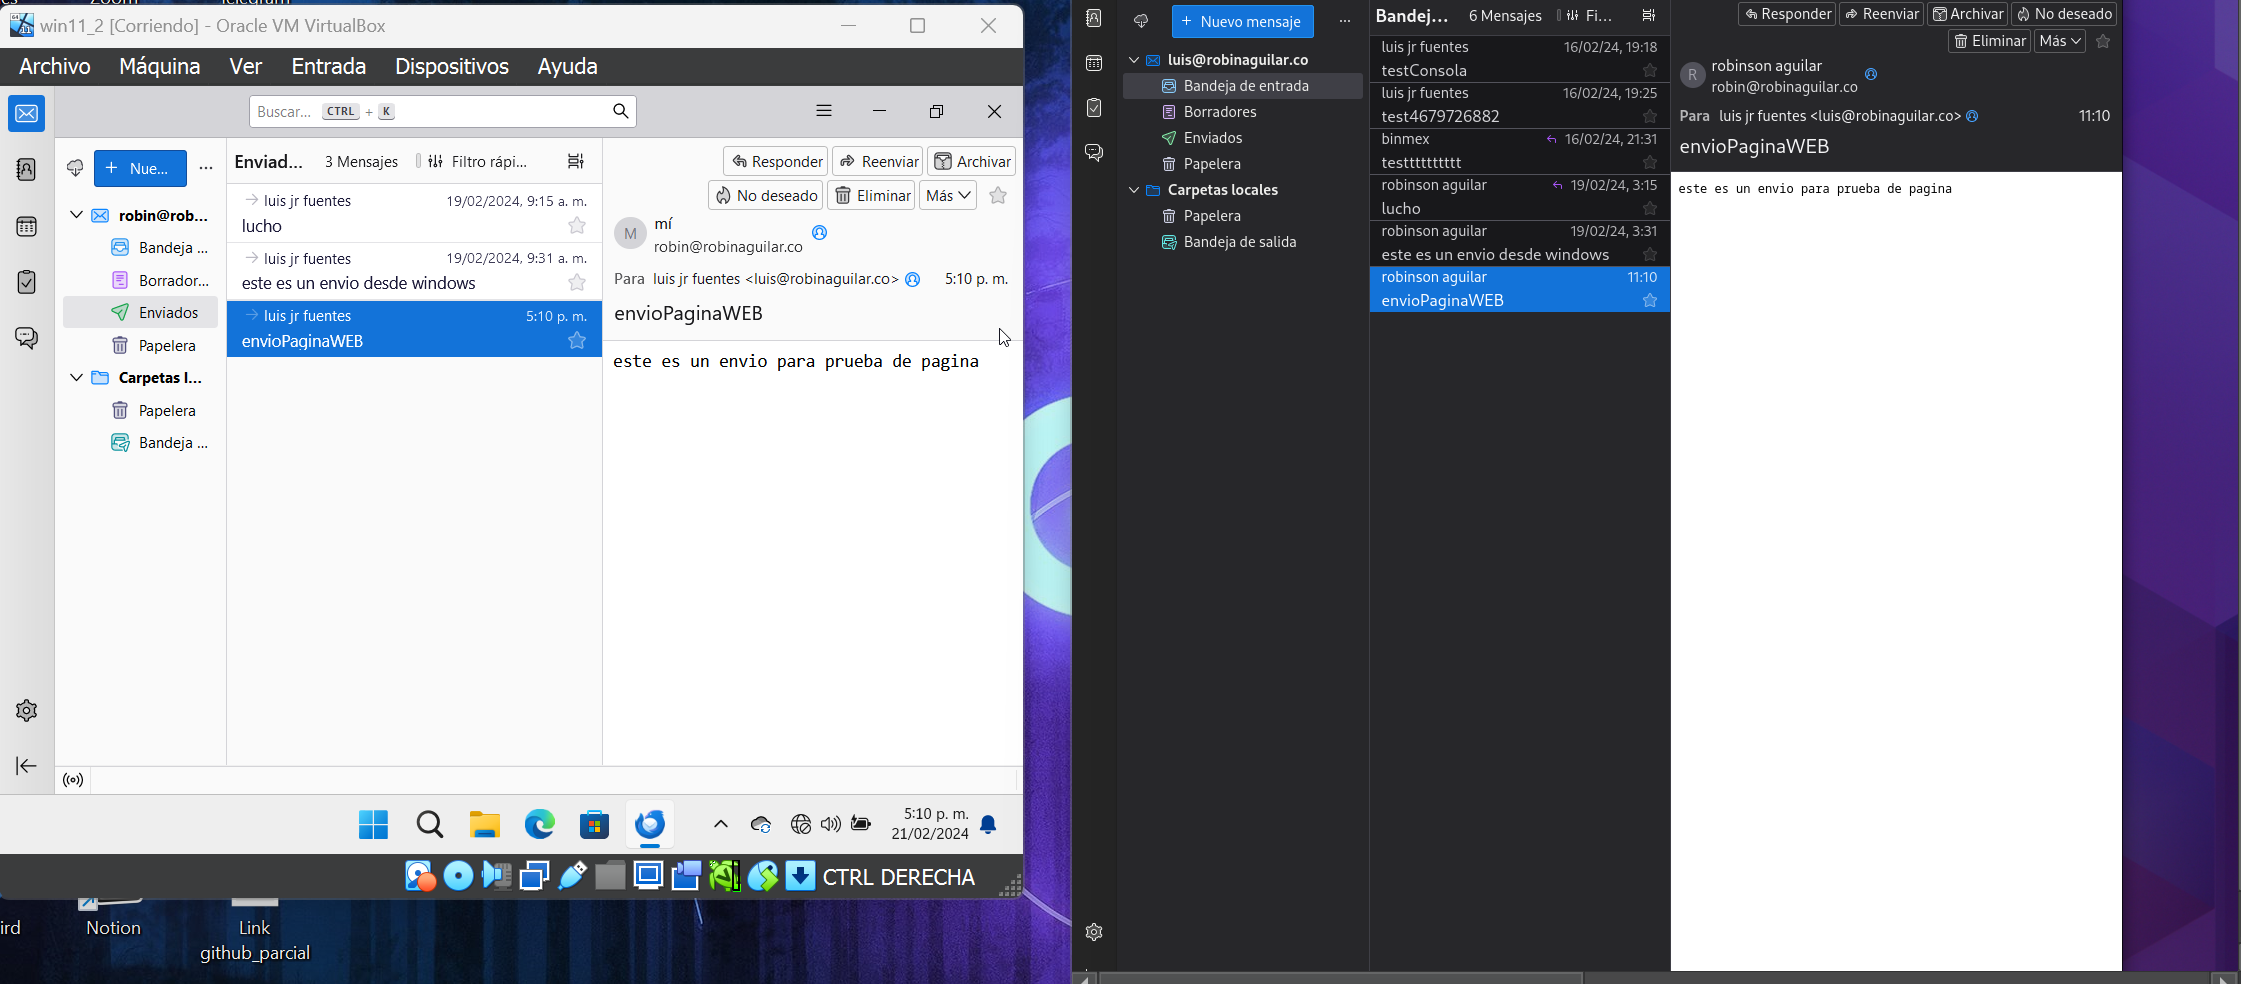 win11_2 [Corriendo] - Oracle VM VirtualBox
Archivo Máquina Ver Entrada Dispositivos Ayuda
Buscar... CTRL + K
+ Nue... ...
robin@rob...
Bandeja ...
Borrador...
Enviados
Papelera
Carpetas l...
Papelera
Bandeja ...
Enviad... 3 Mensajes Filtro rápi...
luis jr fuentes 19/02/2024, 9:15 a. m.
lucho
luis jr fuentes 19/02/2024, 9:31 a. m.
este es un envio desde windows
luis jr fuentes 5:10 p. m.
envioPaginaWEB
Responder Reenviar Archivar
No deseado Eliminar Más
M mí
robin@robinaguilar.co
Para luis jr fuentes <luis@robinaguilar.co> 5:10 p. m.
envioPaginaWEB
este es un envio para prueba de pagina
5:10 p. m.
21/02/2024
CTRL DERECHA
ird
Notion
Link
github_parcial
+ Nuevo mensaje ...
luis@robinaguilar.co
Bandeja de entrada
Borradores
Enviados
Papelera
Carpetas locales
Papelera
Bandeja de salida
Bandej... 6 Mensajes Fi...
luis jr fuentes 16/02/24, 19:18
testConsola
luis jr fuentes 16/02/24, 19:25
test4679726882
binmex 16/02/24, 21:31
testttttttttt
robinson aguilar 19/02/24, 3:15
lucho
robinson aguilar 19/02/24, 3:31
este es un envio desde windows
robinson aguilar 11:10
envioPaginaWEB
Responder Reenviar Archivar No deseado
Eliminar Más
R robinson aguilar
robin@robinaguilar.co
Para luis jr fuentes <luis@robinaguilar.co> 11:10
envioPaginaWEB
este es un envio para prueba de pagina